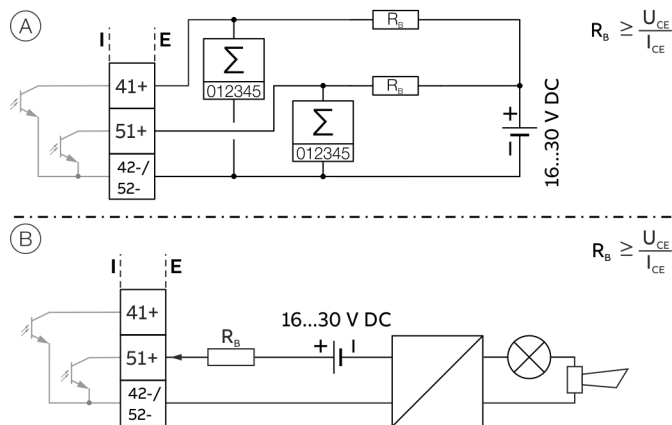 A
I E
R_B
R_B ≥ U_CE / I_CE
Σ
012345
41+
R_B
Σ
012345
51+
+
−
16...30 V DC
42-/
52-
B
I E
R_B ≥ U_CE / I_CE
41+
16...30 V DC
R_B
+ −
51+
42-/
52-